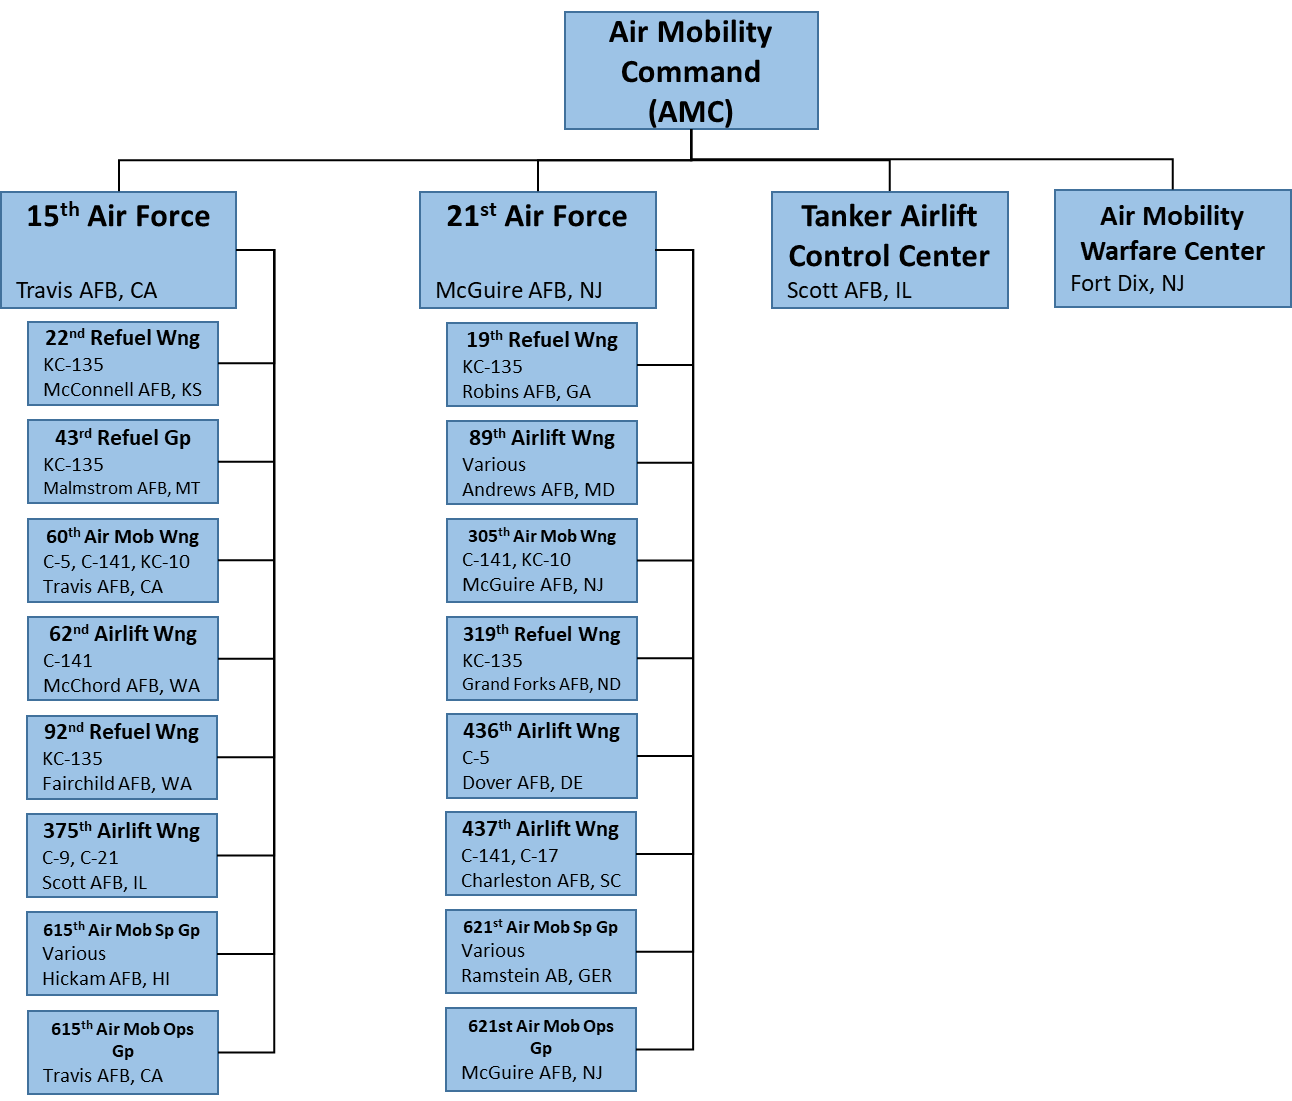 Air Mobility
Command
(AMC)
15th Air Force
Travis AFB, CA
22nd Refuel Wng
KC-135
McConnell AFB, KS
43rd Refuel Gp
KC-135
Malmstrom AFB, MT
60th Air Mob Wng
C-5, C-141, KC-10
Travis AFB, CA
62nd Airlift Wng
C-141
McChord AFB, WA
92nd Refuel Wng
KC-135
Fairchild AFB, WA
375th Airlift Wng
C-9, C-21
Scott AFB, IL
615th Air Mob Sp Gp
Various
Hickam AFB, HI
615th Air Mob Ops
Gp
Travis AFB, CA
21st Air Force
McGuire AFB, NJ
19th Refuel Wng
KC-135
Robins AFB, GA
89th Airlift Wng
Various
Andrews AFB, MD
305th Air Mob Wng
C-141, KC-10
McGuire AFB, NJ
319th Refuel Wng
KC-135
Grand Forks AFB, ND
436th Airlift Wng
C-5
Dover AFB, DE
437th Airlift Wng
C-141, C-17
Charleston AFB, SC
621st Air Mob Sp Gp
Various
Ramstein AB, GER
621st Air Mob Ops
Gp
McGuire AFB, NJ
Tanker Airlift
Control Center
Scott AFB, IL
Air Mobility
Warfare Center
Fort Dix, NJ